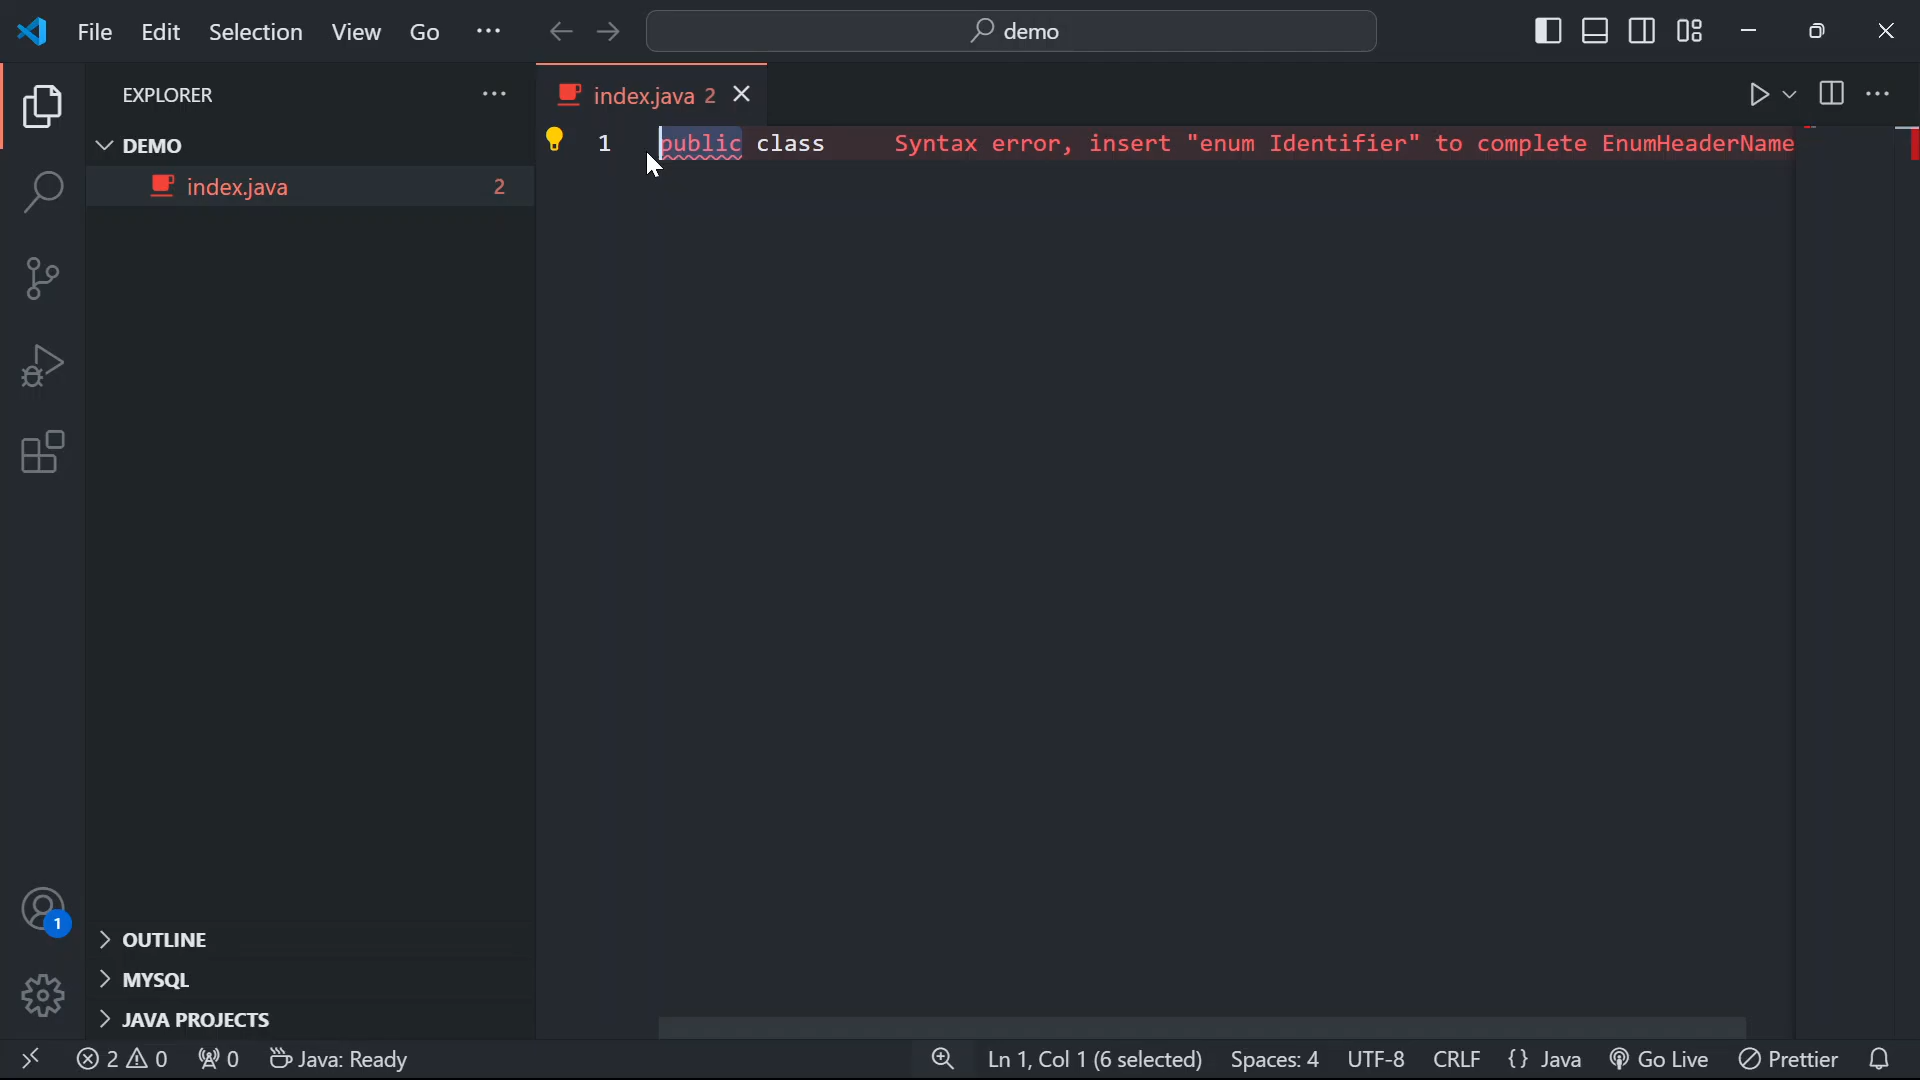 File Edit Selection View Go ··· demo
EXPLORER ···
index.java 2
DEMO
index.java 2
1 public class Syntax error, insert "enum Identifier" to complete EnumHeaderName
1
OUTLINE
MYSQL
JAVA PROJECTS
2 0 0 Java: Ready Ln 1, Col 1 (6 selected) Spaces: 4 UTF-8 CRLF {} Java Go Live Prettier